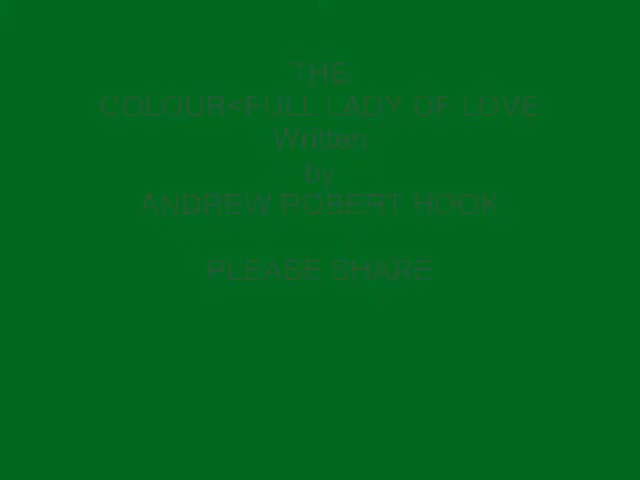 THE
COLOUR<FULL LADY OF LOVE
Written
by
ANDREW ROBERT HOOK
PLEASE SHARE